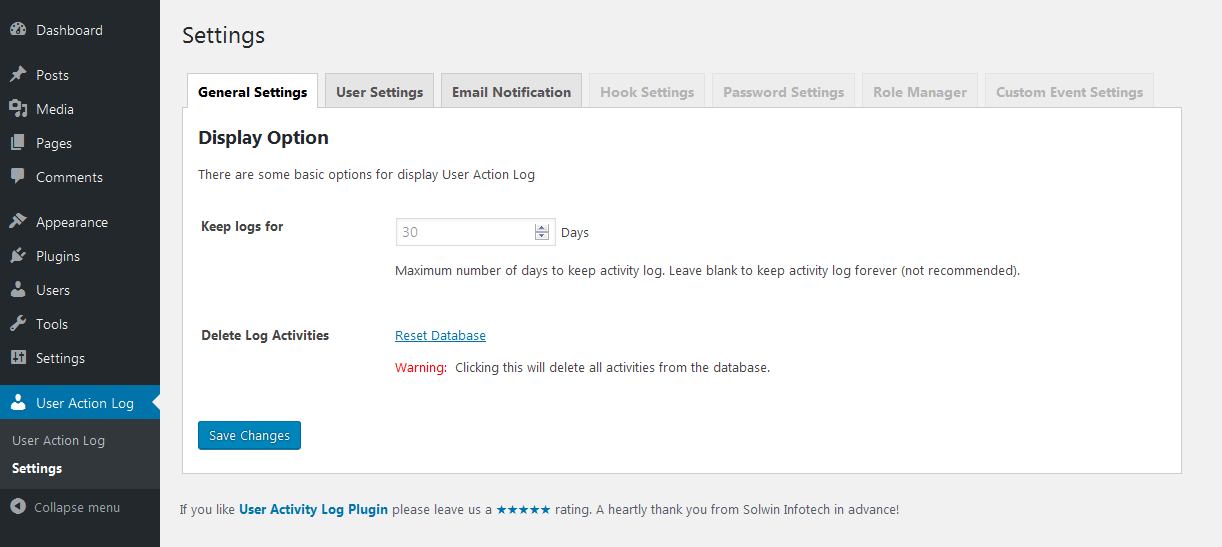 Dashboard
Posts
Media
Pages
Comments
Appearance
Plugins
Users
Tools
Settings
User Action Log
User Action Log
Settings
Collapse menu
Settings
General Settings
User Settings
Email Notification
Hook Settings
Password Settings
Role Manager
Custom Event Settings
Display Option
There are some basic options for display User Action Log
Keep logs for
30
Days
Maximum number of days to keep activity log. Leave blank to keep activity log forever (not recommended).
Delete Log Activities
Reset Database
Warning: Clicking this will delete all activities from the database.
Save Changes
If you like User Activity Log Plugin please leave us a ★★★★★ rating. A heartly thank you from Solwin Infotech in advance!